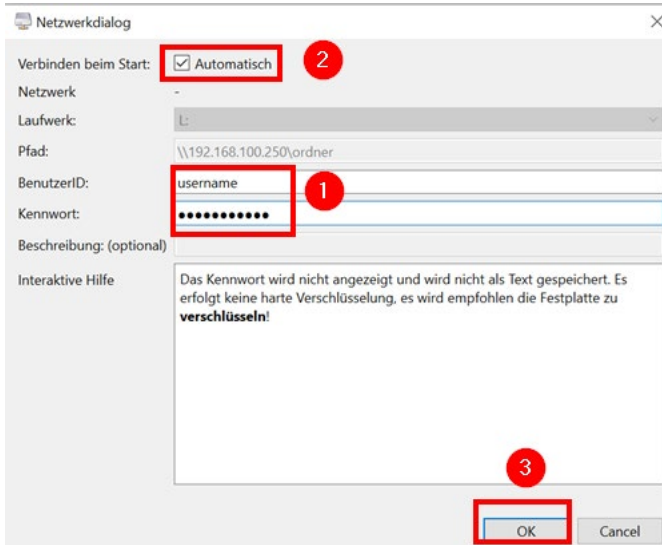 Netzwerkdialog
Verbinden beim Start: Automatisch 2
Netzwerk -
Laufwerk: L:
Pfad: \\192.168.100.250\ordner
BenutzerID: username 1
Kennwort: ●●●●●●●●●●●
Beschreibung: (optional)
Interaktive Hilfe
Das Kennwort wird nicht angezeigt und wird nicht als Text gespeichert. Es
erfolgt keine harte Verschlüsselung, es wird empfohlen die Festplatte zu
verschlüsseln!
3
OK Cancel